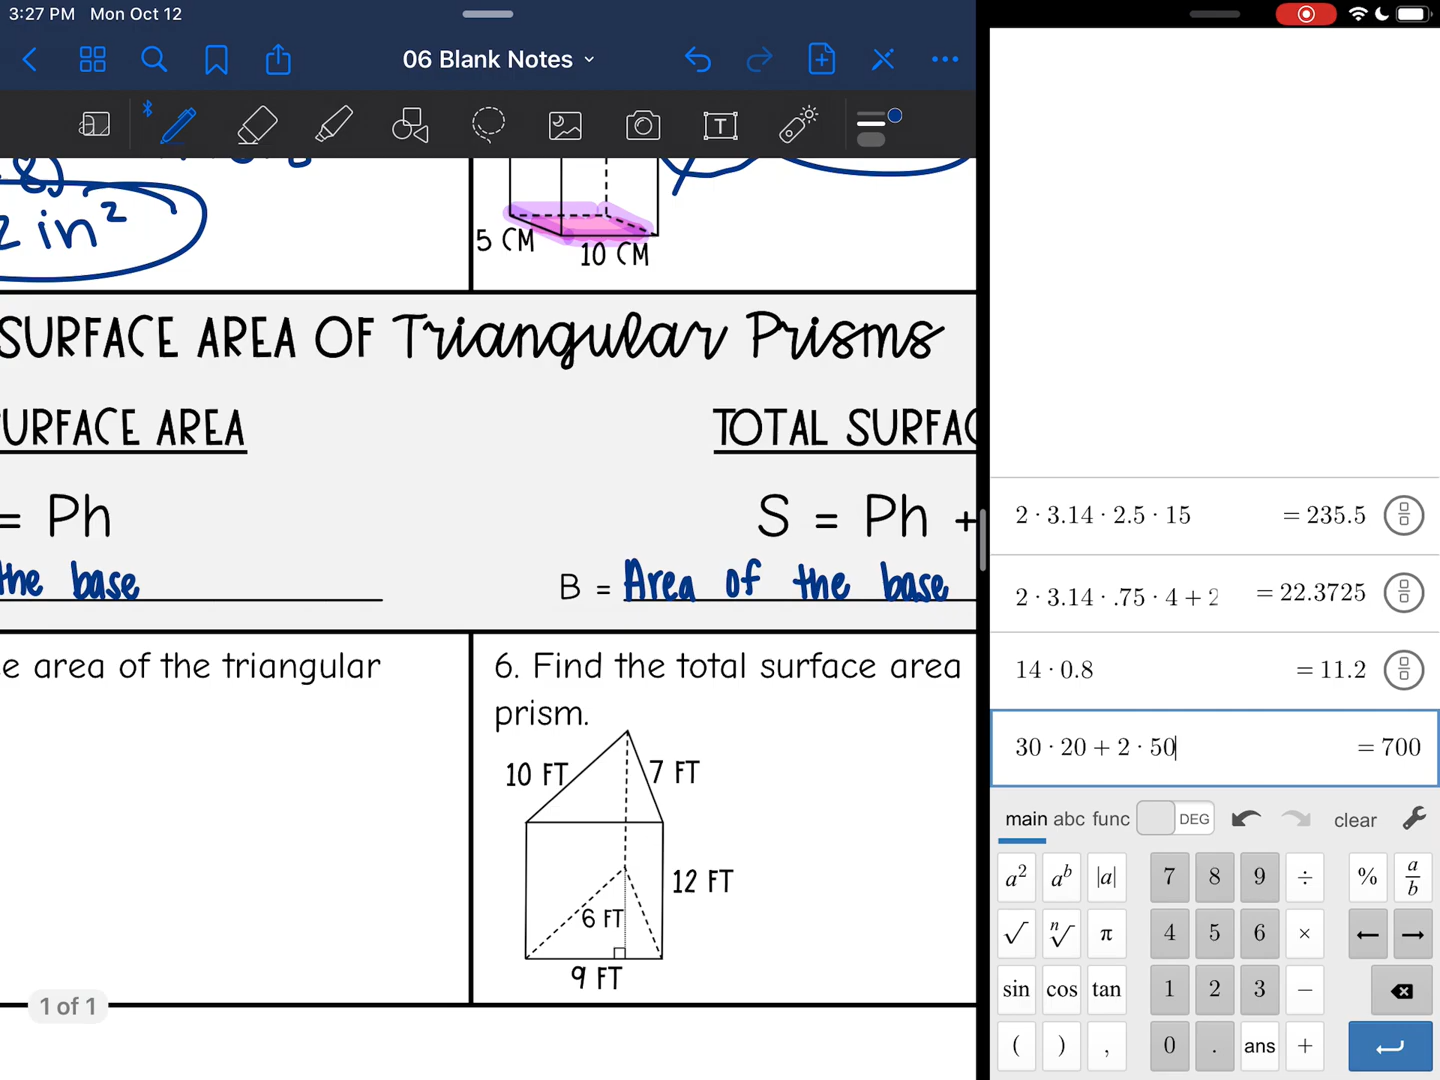 3:27 PM Mon Oct 12
06 Blank Notes
T
8)
2 in²
5 CM
10 CM
SURFACE AREA OF Triangular Prisms
URFACE AREA
TOTAL SURFAC
= Ph
S = Ph +
the base
B = Area of the base
e area of the triangular
6. Find the total surface area
prism.
10 FT
7 FT
12 FT
6 FT
9 FT
1 of 1
2 · 3.14 · 2.5 · 15 = 235.5
2 · 3.14 · .75 · 4 + 2 = 22.3725
14 · 0.8 = 11.2
30 · 20 + 2 · 50 = 700
main abc func DEG clear
a² aᵇ |a| 7 8 9 ÷ % a/b
√ ⁿ√ π 4 5 6 × ← →
sin cos tan 1 2 3 −
( ) , 0 . ans +